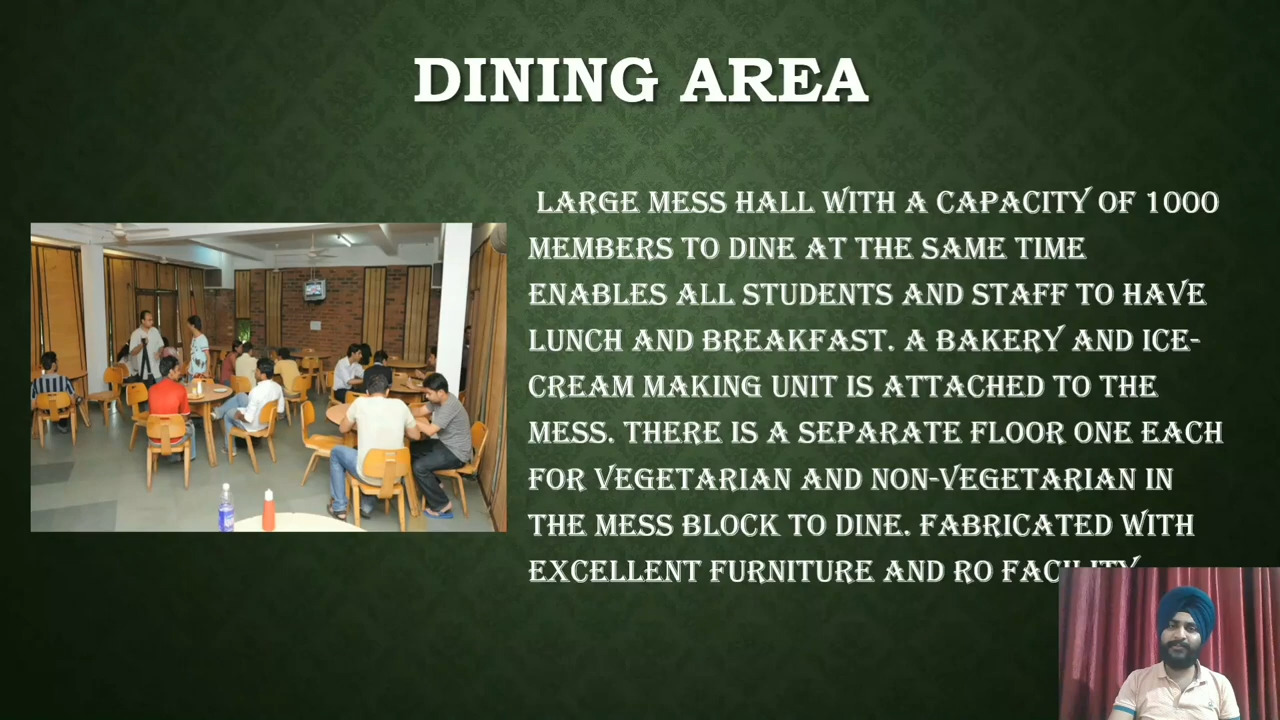 DINING AREA
LARGE MESS HALL WITH A CAPACITY OF 1000
MEMBERS TO DINE AT THE SAME TIME
ENABLES ALL STUDENTS AND STAFF TO HAVE
LUNCH AND BREAKFAST. A BAKERY AND ICE-
CREAM MAKING UNIT IS ATTACHED TO THE
MESS. THERE IS A SEPARATE FLOOR ONE EACH
FOR VEGETARIAN AND NON-VEGETARIAN IN
THE MESS BLOCK TO DINE. FABRICATED WITH
EXCELLENT FURNITURE AND RO FACILITY